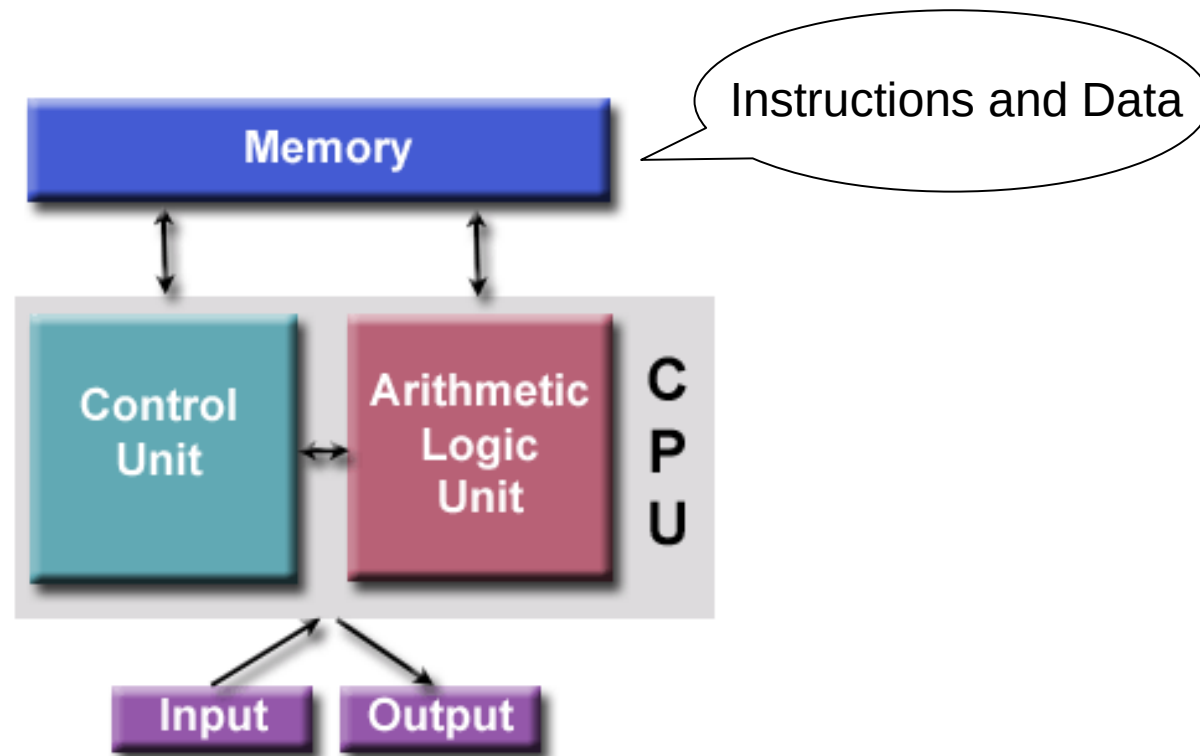 Instructions and Data
Memory
Control
Unit
Arithmetic
Logic
Unit
C
P
U
Input
Output